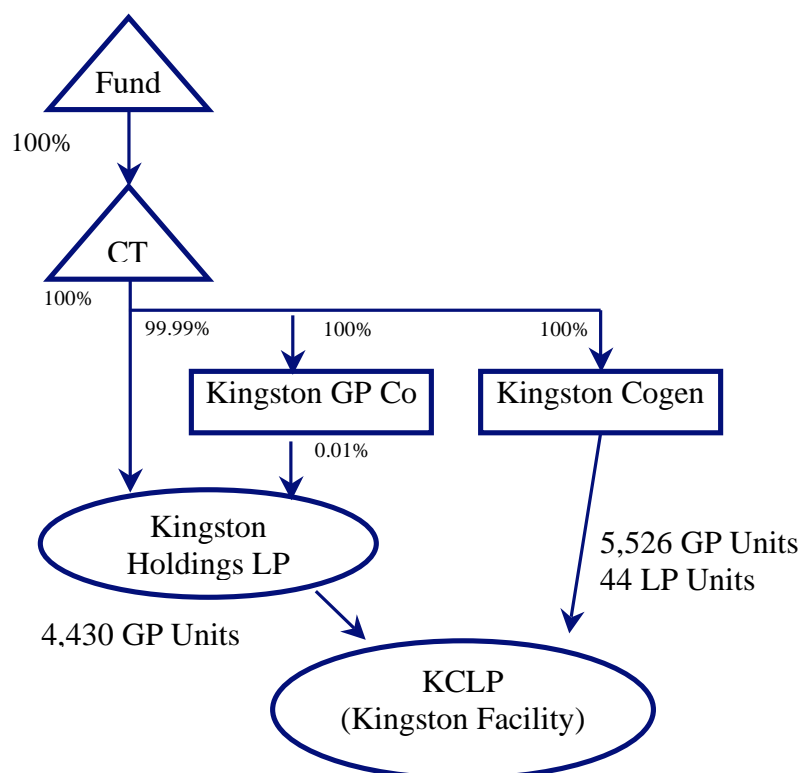 Fund
100%
CT
100%
99.99%
100%
100%
Kingston GP Co
Kingston Cogen
0.01%
Kingston
Holdings LP
5,526 GP Units
44 LP Units
4,430 GP Units
KCLP
(Kingston Facility)